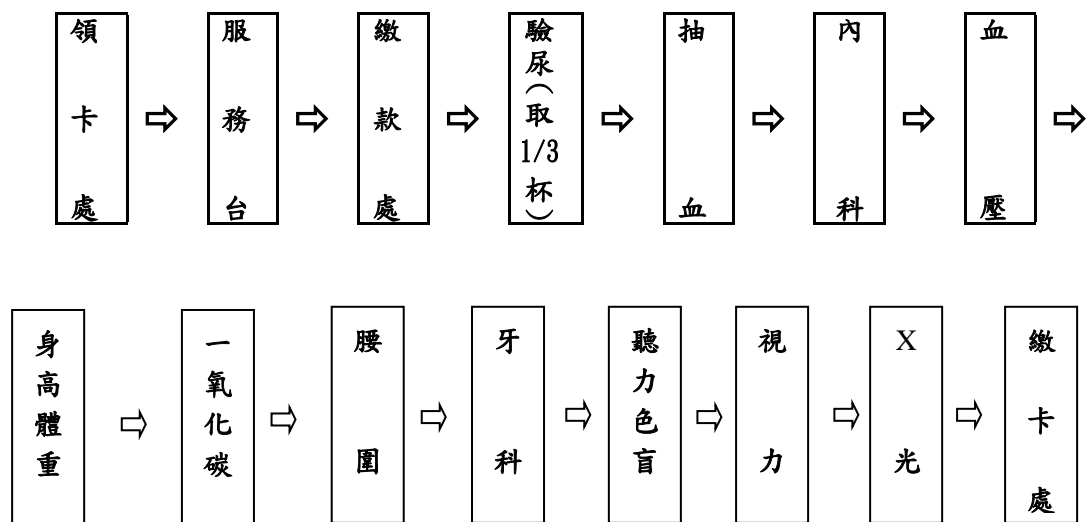 領卡處
服務台
繳款處
驗尿(取1/3杯)
抽血
內科
血壓
身高體重
一氧化碳
腰圍
牙科
聽力色盲
視力
X光
繳卡處